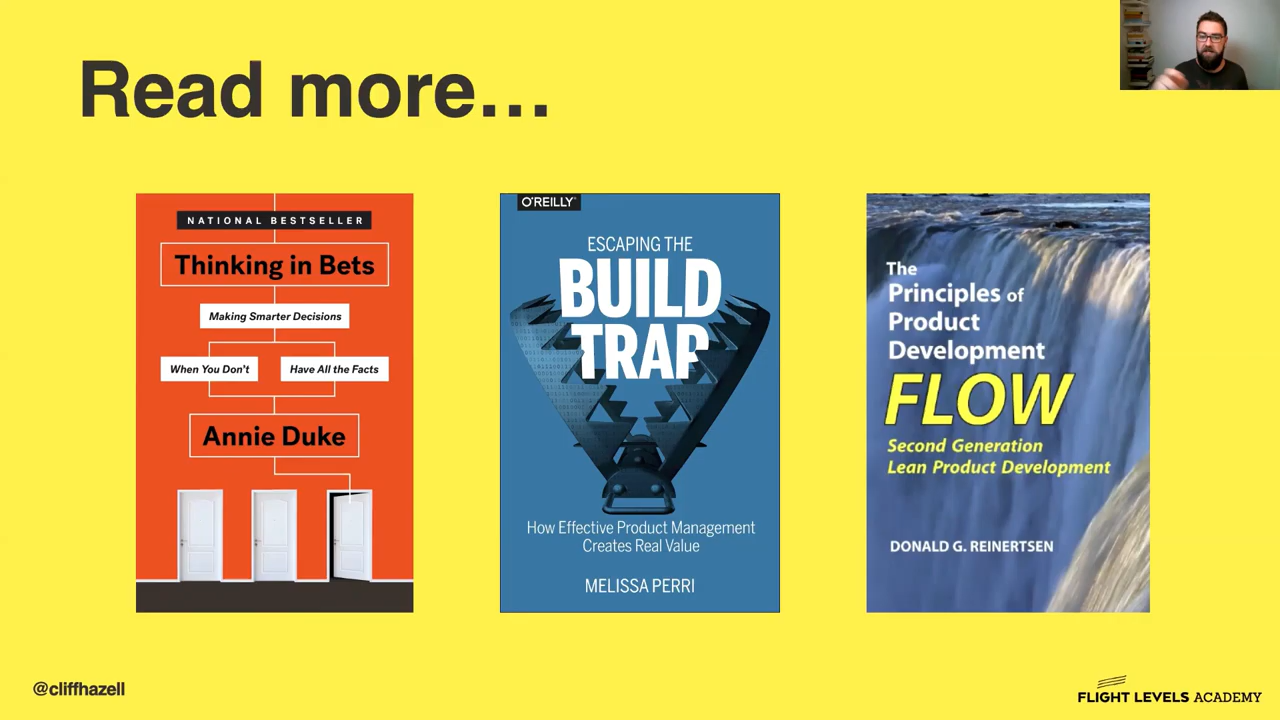 Read more...
NATIONAL BESTSELLER
Thinking in Bets
Making Smarter Decisions
When You Don't
Have All the Facts
Annie Duke
O'REILLY®
ESCAPING THE
BUILD
TRAP
How Effective Product Management
Creates Real Value
MELISSA PERRI
The
Principles of
Product
Development
FLOW
Second Generation
Lean Product Development
DONALD G. REINERTSEN
@cliffhazell
FLIGHT LEVELS ACADEMY